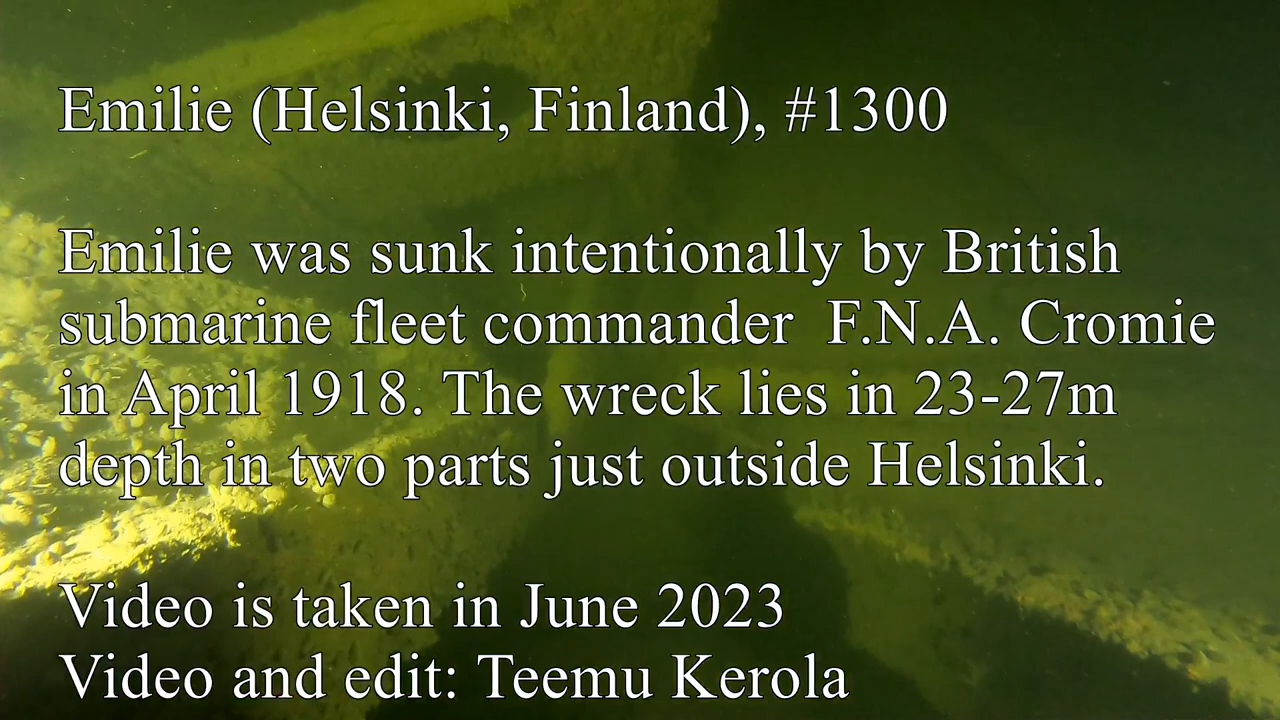 Emilie (Helsinki, Finland), #1300
Emilie was sunk intentionally by British
submarine fleet commander  F.N.A. Cromie
in April 1918. The wreck lies in 23-27m
depth in two parts just outside Helsinki.
Video is taken in June 2023
Video and edit: Teemu Kerola